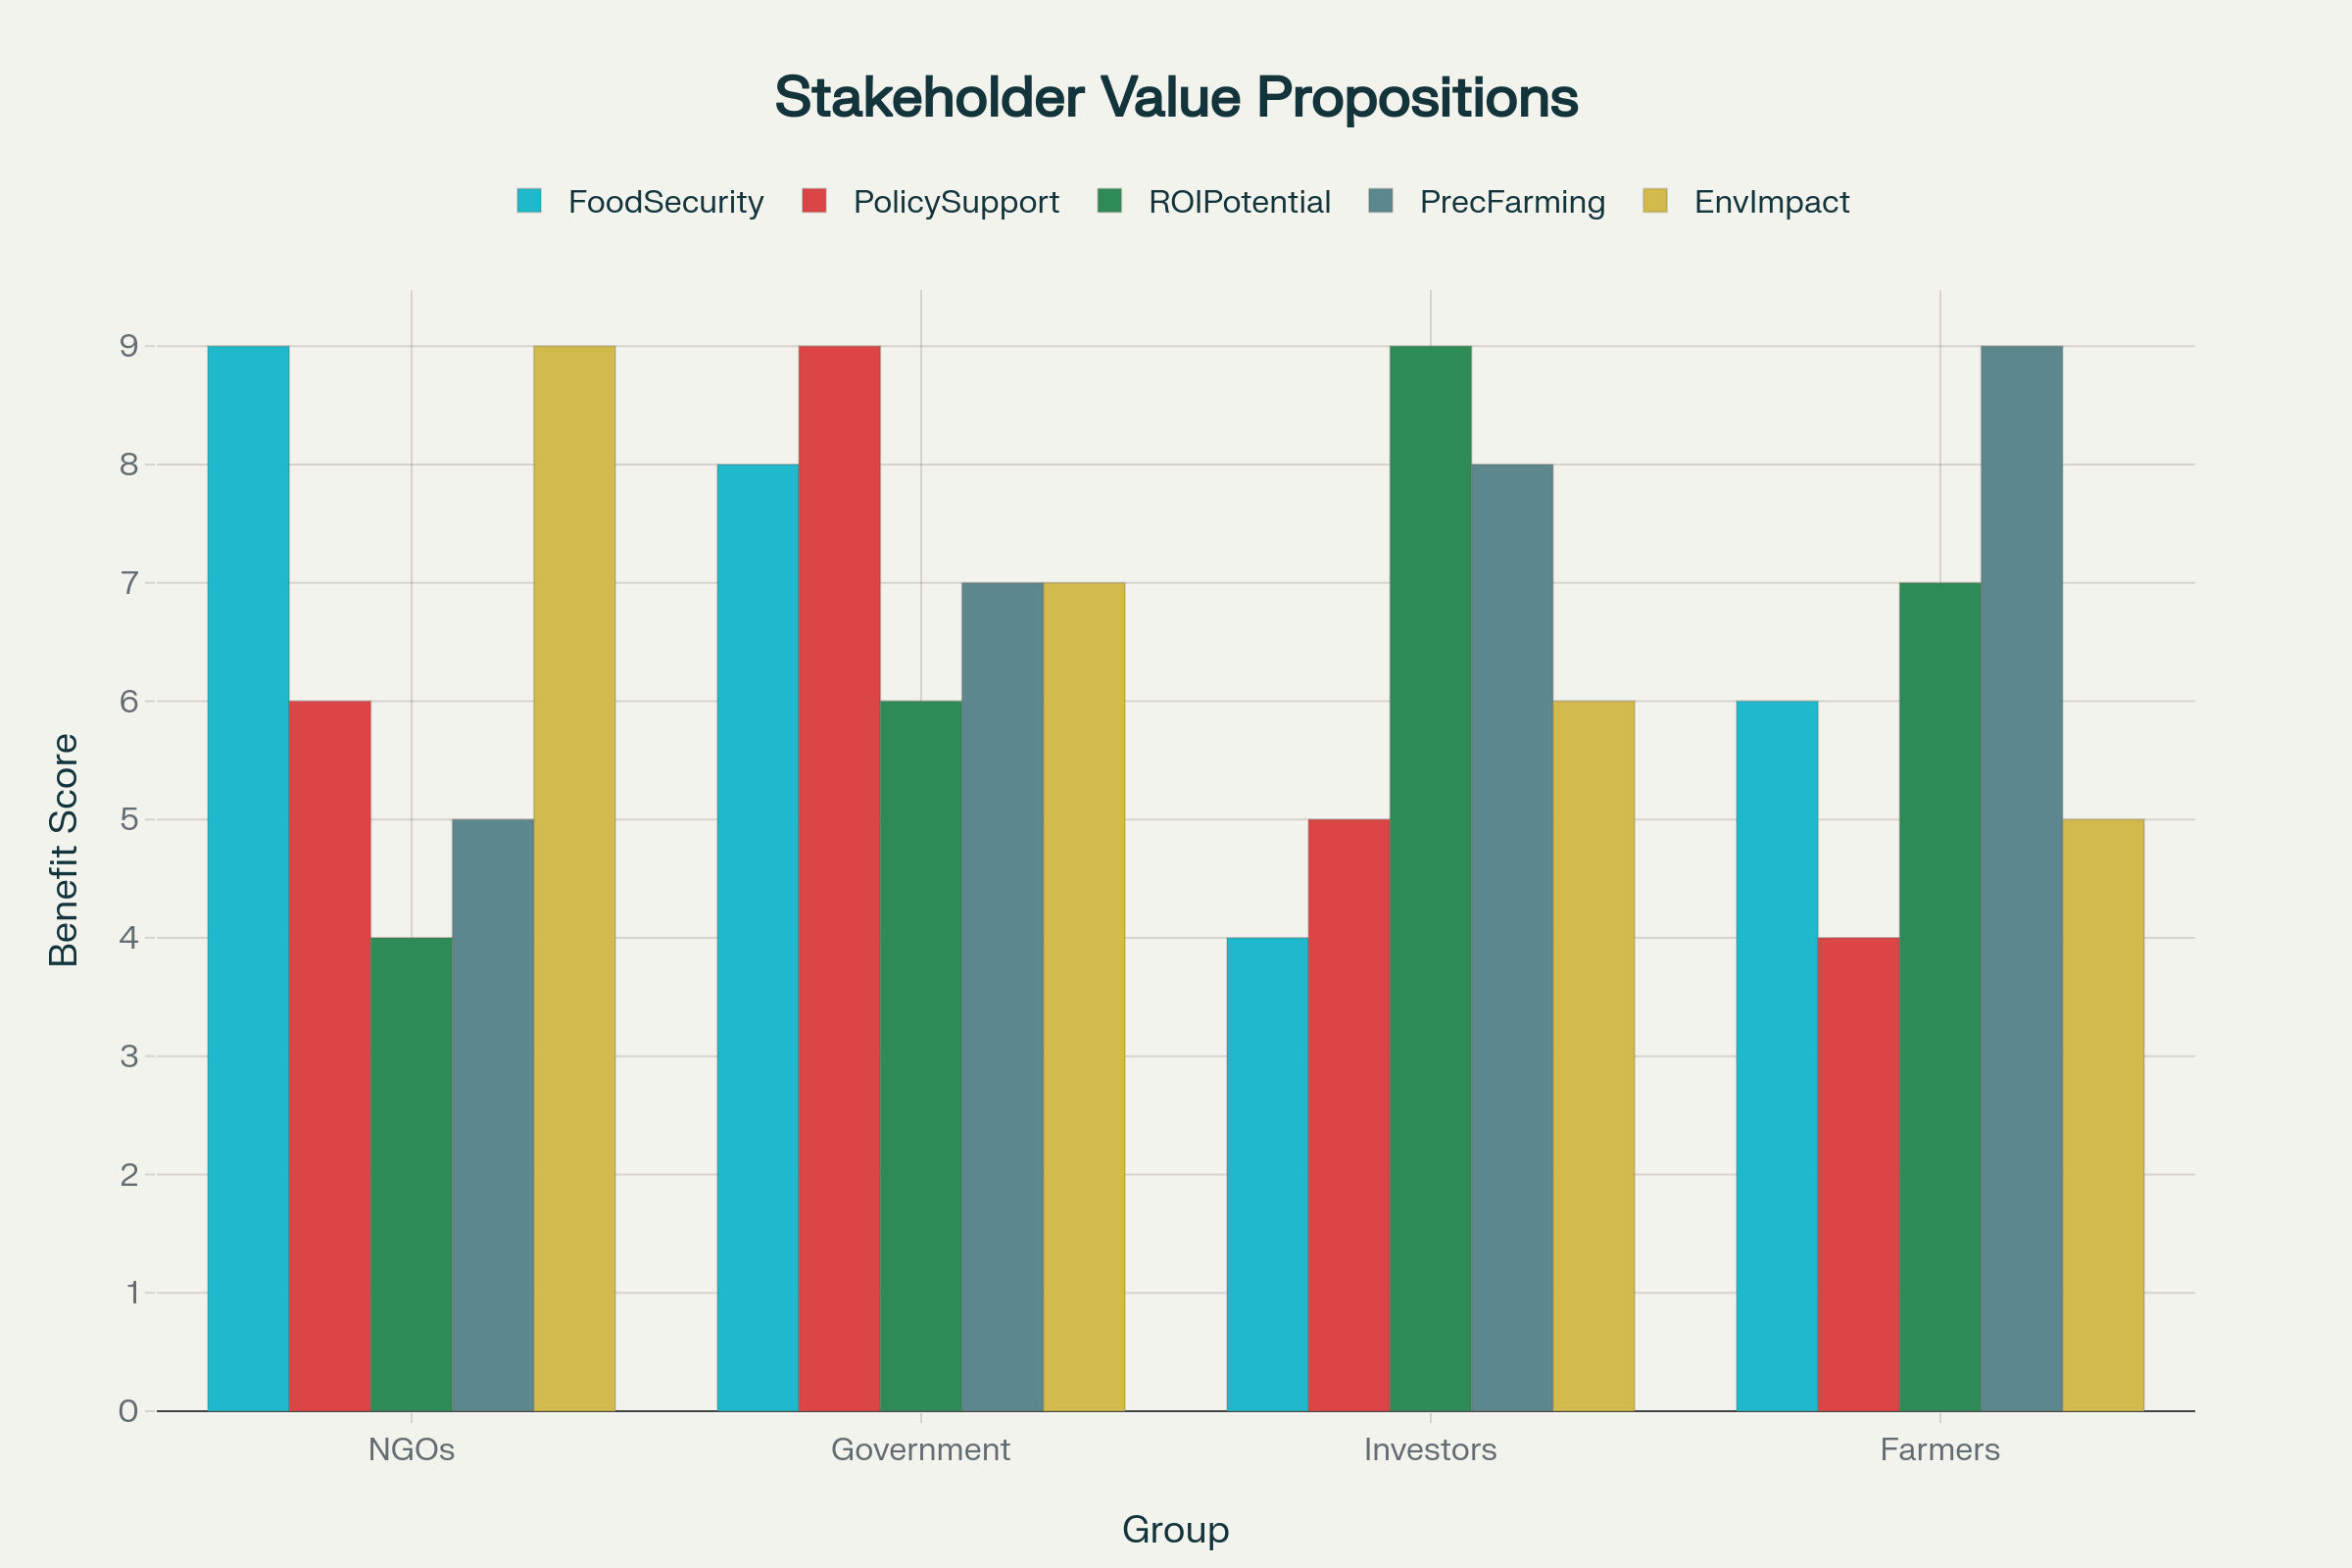 Stakeholder Value Propositions
FoodSecurity PolicySupport ROIPotential PrecFarming EnvImpact
9
8
7
6
5
4
3
2
1
0
Benefit Score
NGOs Government Investors Farmers
Group